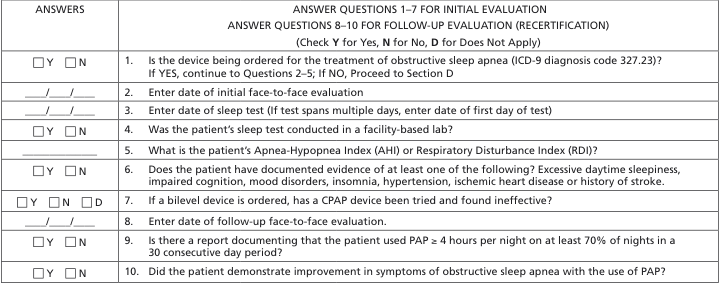 ANSWERS
ANSWER QUESTIONS 1–7 FOR INITIAL EVALUATION
ANSWER QUESTIONS 8–10 FOR FOLLOW-UP EVALUATION (RECERTIFICATION)
(Check Y for Yes, N for No, D for Does Not Apply)
☐ Y ☐ N 1. Is the device being ordered for the treatment of obstructive sleep apnea (ICD-9 diagnosis code 327.23)?
If YES, continue to Questions 2–5; If NO, Proceed to Section D
____/____/____ 2. Enter date of initial face-to-face evaluation
____/____/____ 3. Enter date of sleep test (If test spans multiple days, enter date of first day of test)
☐ Y ☐ N 4. Was the patient's sleep test conducted in a facility-based lab?
______________ 5. What is the patient's Apnea-Hypopnea Index (AHI) or Respiratory Disturbance Index (RDI)?
☐ Y ☐ N 6. Does the patient have documented evidence of at least one of the following? Excessive daytime sleepiness,
impaired cognition, mood disorders, insomnia, hypertension, ischemic heart disease or history of stroke.
☐ Y ☐ N ☐ D 7. If a bilevel device is ordered, has a CPAP device been tried and found ineffective?
____/____/____ 8. Enter date of follow-up face-to-face evaluation.
☐ Y ☐ N 9. Is there a report documenting that the patient used PAP ≥ 4 hours per night on at least 70% of nights in a
30 consecutive day period?
☐ Y ☐ N 10. Did the patient demonstrate improvement in symptoms of obstructive sleep apnea with the use of PAP?